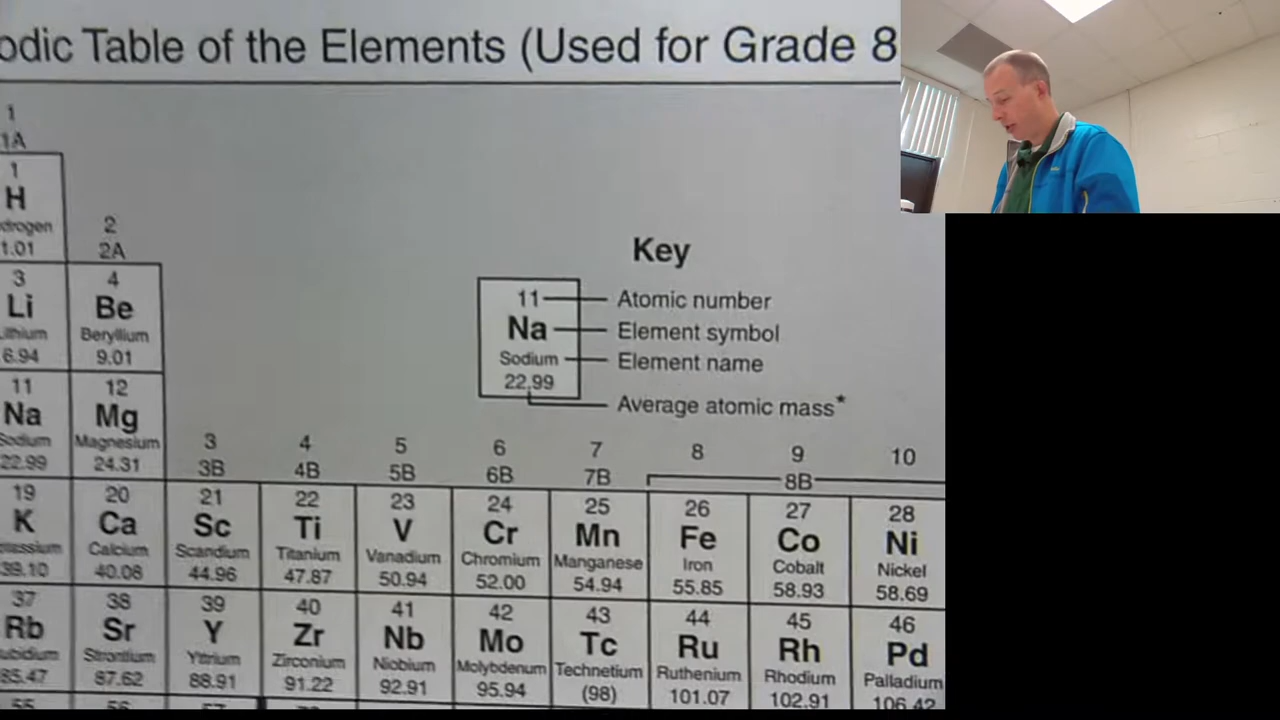 odic Table of the Elements (Used for Grade 8
1
1A
1
H
drogen
1.01
2
2A
3
Li
ithium
6.94
4
Be
Beryllium
9.01
Key
11 Atomic number
Na Element symbol
Sodium Element name
22.99
Average atomic mass*
11
Na
Sodium
22.99
12
Mg
Magnesium
24.31
3 4 5 6 7 8 9 10
3B 4B 5B 6B 7B 8B
19 20 21 22 23 24 25 26 27 28
K Ca Sc Ti V Cr Mn Fe Co Ni
otassium Calcium Scandium Titanium Vanadium Chromium Manganese Iron Cobalt Nickel
39.10 40.08 44.96 47.87 50.94 52.00 54.94 55.85 58.93 58.69
37 38 39 40 41 42 43 44 45 46
Rb Sr Y Zr Nb Mo Tc Ru Rh Pd
ubidium Strontium Yttrium Zirconium Niobium Molybdenum Technetium Ruthenium Rhodium Palladium
85.47 87.62 88.91 91.22 92.91 95.94 (98) 101.07 102.91 106.42
55 56 57